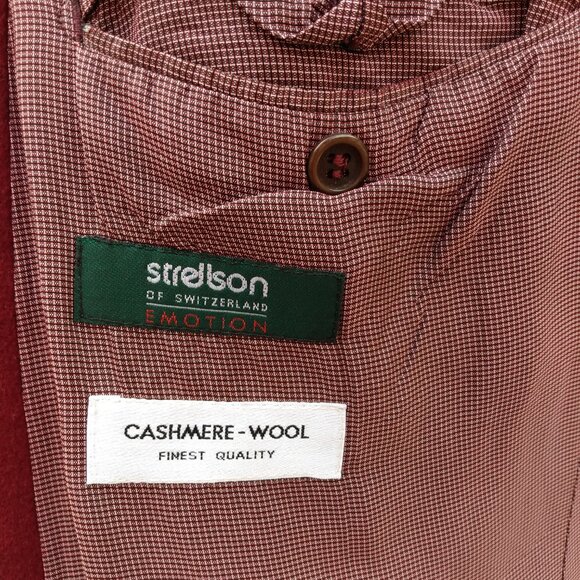 strellson
OF SWITZERLAND
EMOTION
CASHMERE-WOOL
FINEST QUALITY